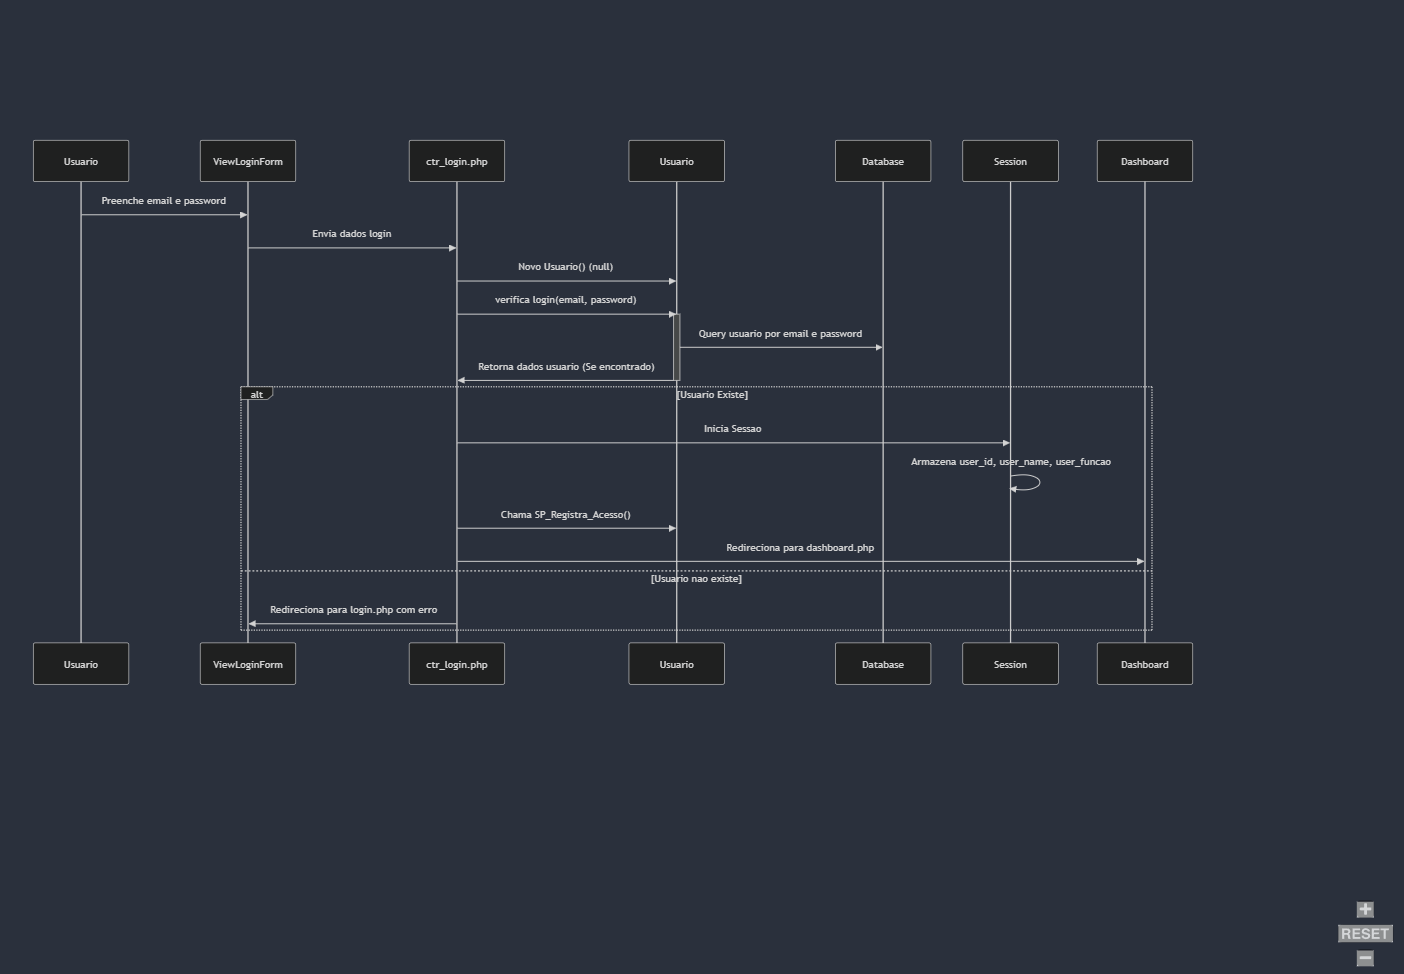 Usuario ViewLoginForm ctr_login.php Usuario Database Session Dashboard
Preenche email e password
Envia dados login
Novo Usuario() (null)
verifica login(email, password)
Query usuario por email e password
Retorna dados usuario (Se encontrado)
alt [Usuario Existe]
Inicia Sessao
Armazena user_id, user_name, user_funcao
Chama SP_Registra_Acesso()
Redireciona para dashboard.php
[Usuario nao existe]
Redireciona para login.php com erro
Usuario ViewLoginForm ctr_login.php Usuario Database Session Dashboard
+
RESET
−